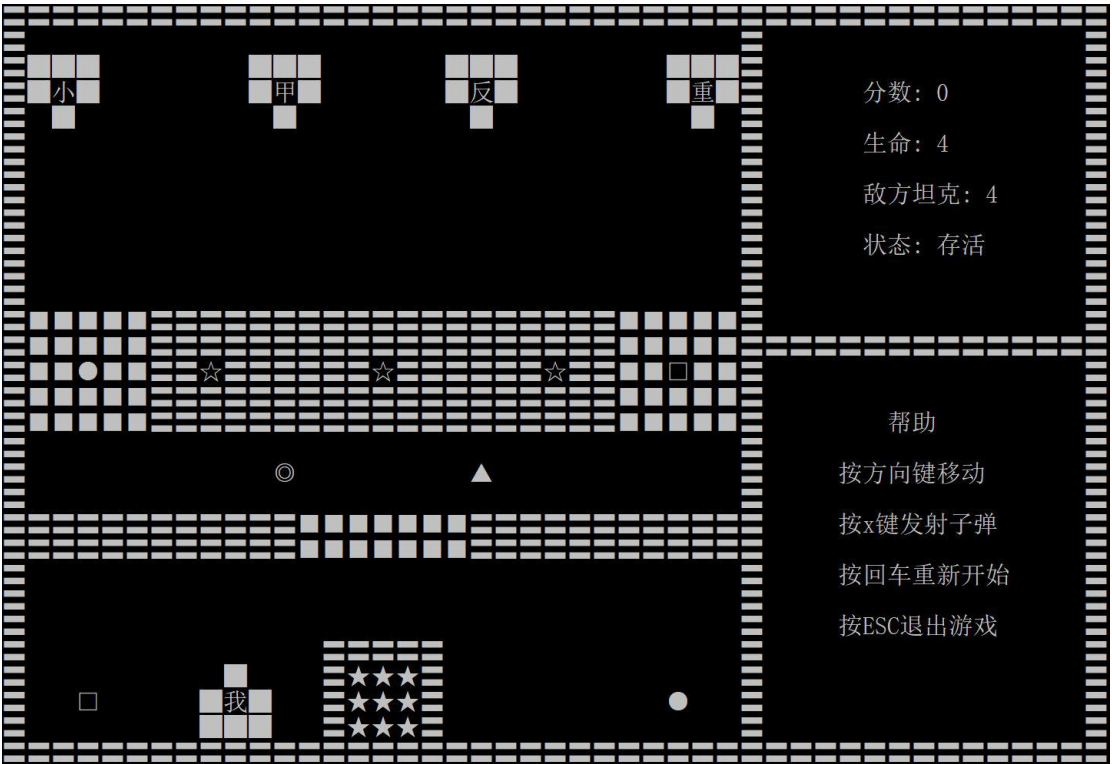 小 甲 反 重
分数: 0
生命: 4
敌方坦克: 4
状态: 存活
帮助
按方向键移动
按x键发射子弹
按回车重新开始
按ESC退出游戏
我